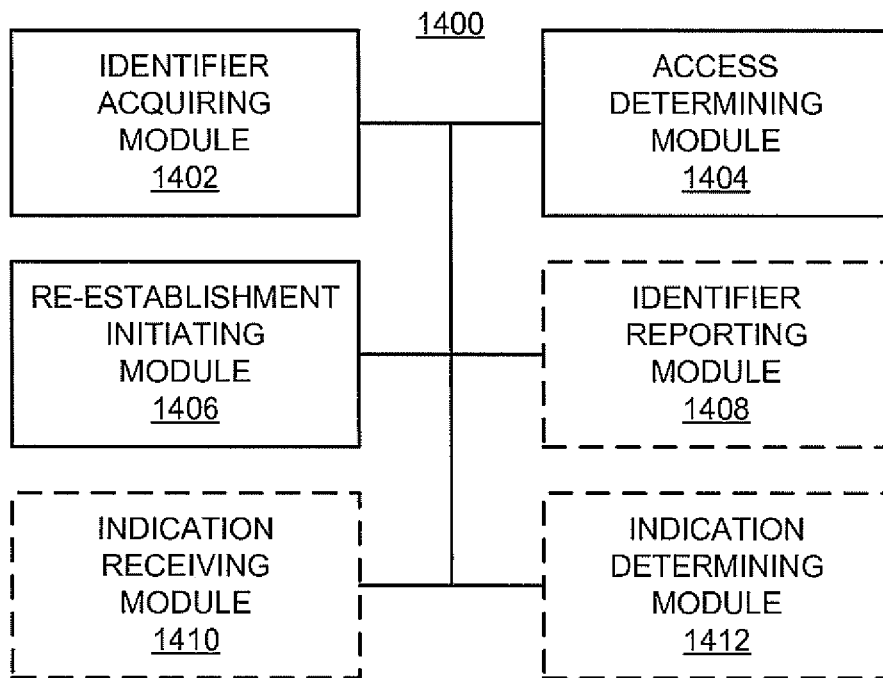 1400
IDENTIFIER
ACQUIRING
MODULE
1402
ACCESS
DETERMINING
MODULE
1404
RE-ESTABLISHMENT
INITIATING
MODULE
1406
IDENTIFIER
REPORTING
MODULE
1408
INDICATION
RECEIVING
MODULE
1410
INDICATION
DETERMINING
MODULE
1412